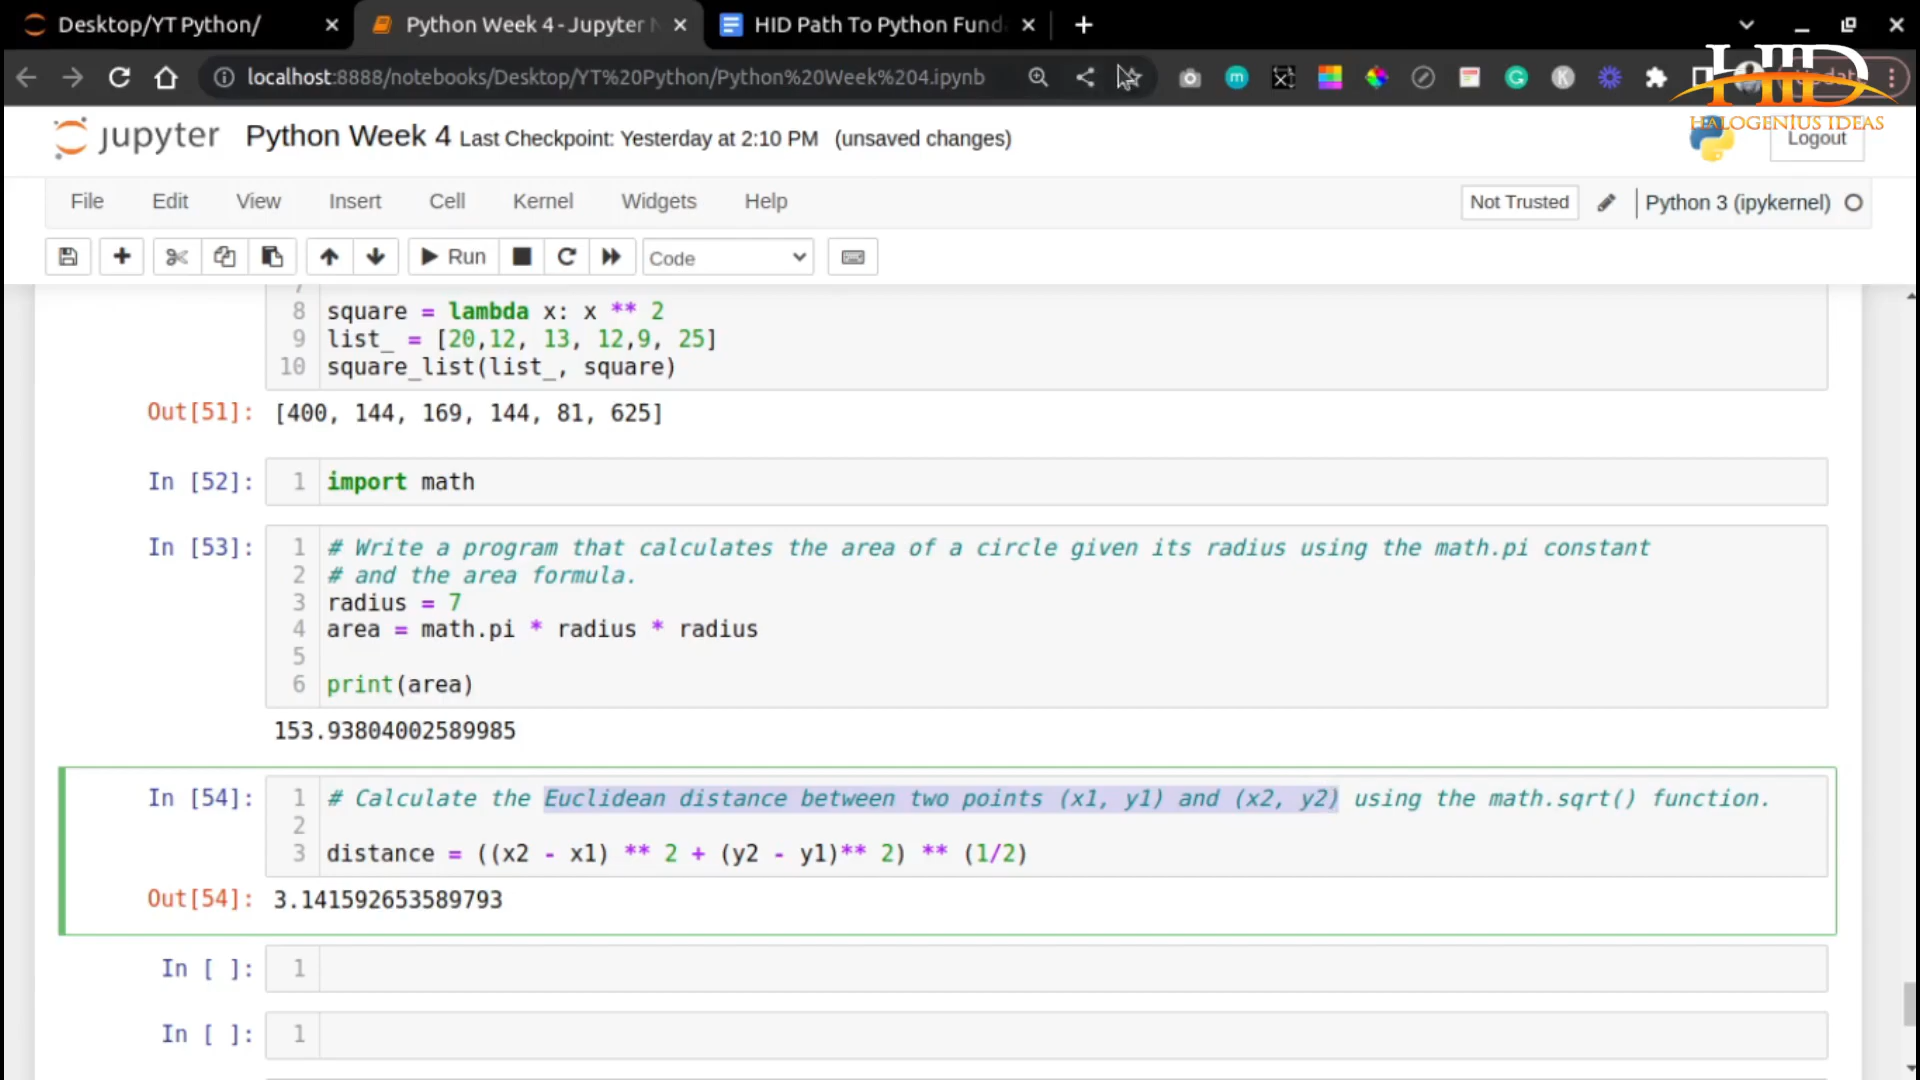 Desktop/YT Python/
Python Week 4 - Jupyter
HID Path To Python Fund
localhost:8888/notebooks/Desktop/YT%20Python/Python%20Week%204.ipynb
HID
HALOGENIUS IDEAS
jupyter Python Week 4 Last Checkpoint: Yesterday at 2:10 PM (unsaved changes)
Logout
File Edit View Insert Cell Kernel Widgets Help
Not Trusted
Python 3 (ipykernel)
Run
Code
7
8 square = lambda x: x ** 2
9 list_ = [20,12, 13, 12,9, 25]
10 square_list(list_, square)
Out[51]: [400, 144, 169, 144, 81, 625]
In [52]: 1 import math
In [53]: 1 # Write a program that calculates the area of a circle given its radius using the math.pi constant
2 # and the area formula.
3 radius = 7
4 area = math.pi * radius * radius
5
6 print(area)
153.93804002589985
In [54]: 1 # Calculate the Euclidean distance between two points (x1, y1) and (x2, y2) using the math.sqrt() function.
2
3 distance = ((x2 - x1) ** 2 + (y2 - y1)** 2) ** (1/2)
Out[54]: 3.141592653589793
In [ ]: 1
In [ ]: 1